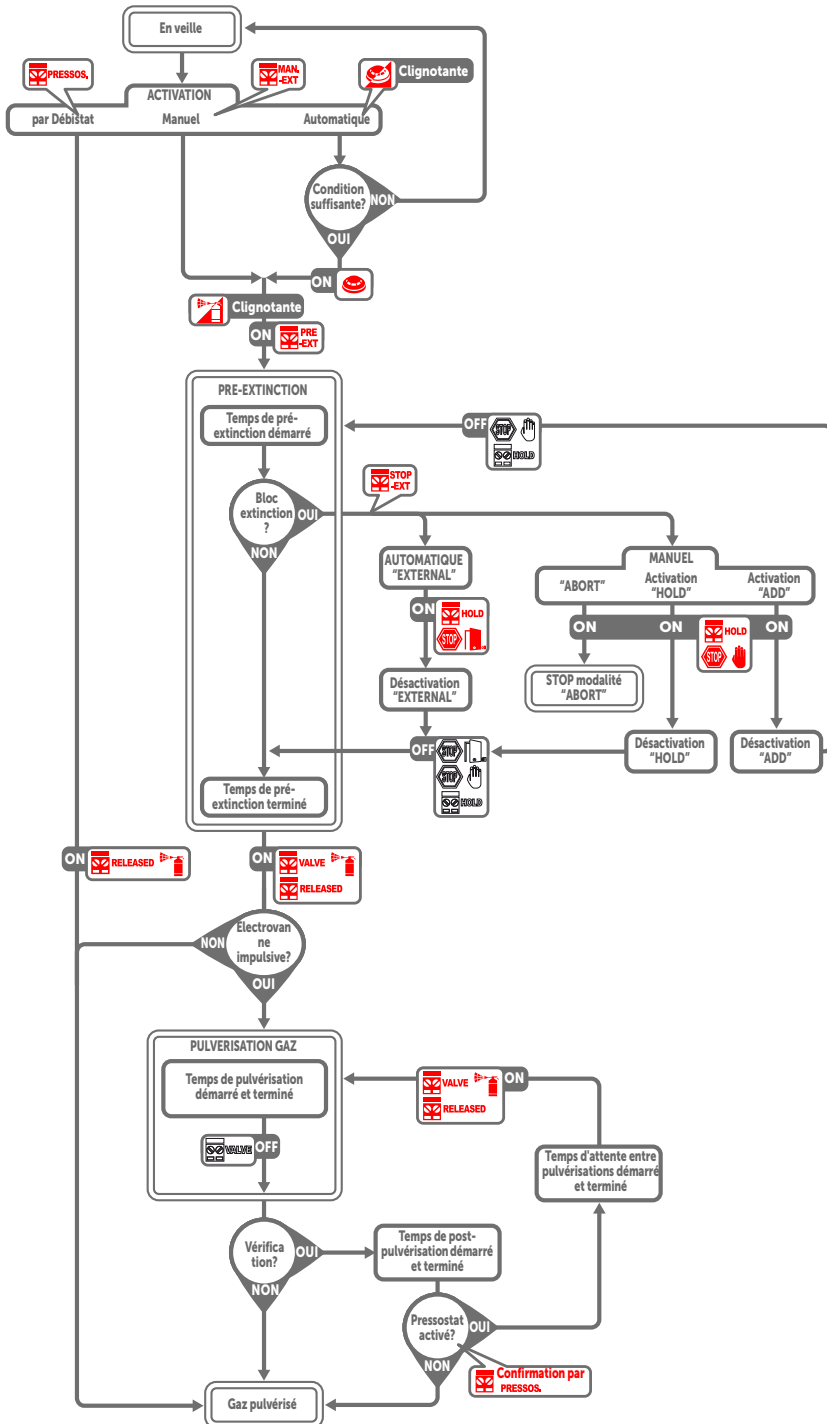 En veille
PRESSOS.
MAN.
-EXT
Clignotante
ACTIVATION
par Débistat
Manuel
Automatique
Condition
suffisante?
NON
OUI
ON
Clignotante
ON
PRE
-EXT
PRE-EXTINCTION
Temps de pré-
extinction démarré
OFF
STOP
HOLD
STOP
-EXT
Bloc
extinction
?
OUI
NON
AUTOMATIQUE
“EXTERNAL”
MANUEL
“ABORT”
Activation
“HOLD”
Activation
“ADD”
ON
HOLD
STOP
ON
ON
HOLD
STOP
ON
Désactivation
“EXTERNAL”
STOP modalité
“ABORT”
OFF
STOP
STOP
HOLD
Désactivation
“HOLD”
Désactivation
“ADD”
Temps de pré-
extinction terminé
ON
RELEASED
ON
VALVE
RELEASED
Electrovan
ne
impulsive?
NON
OUI
PULVERISATION GAZ
Temps de pulvérisation
démarré et terminé
VALVE
OFF
VALVE
RELEASED
ON
Temps d'attente entre
pulvérisations démarré
et terminé
Vérifica
tion?
OUI
NON
Temps de post-
pulvérisation démarré
et terminé
Pressostat
activé?
OUI
NON
Confirmation par
PRESSOS.
Gaz pulvérisé